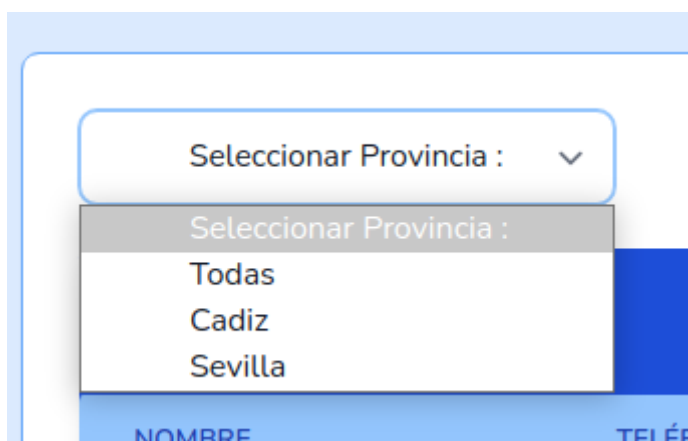 Seleccionar Provincia :
Seleccionar Provincia :
Todas
Cadiz
Sevilla
NOMBRE